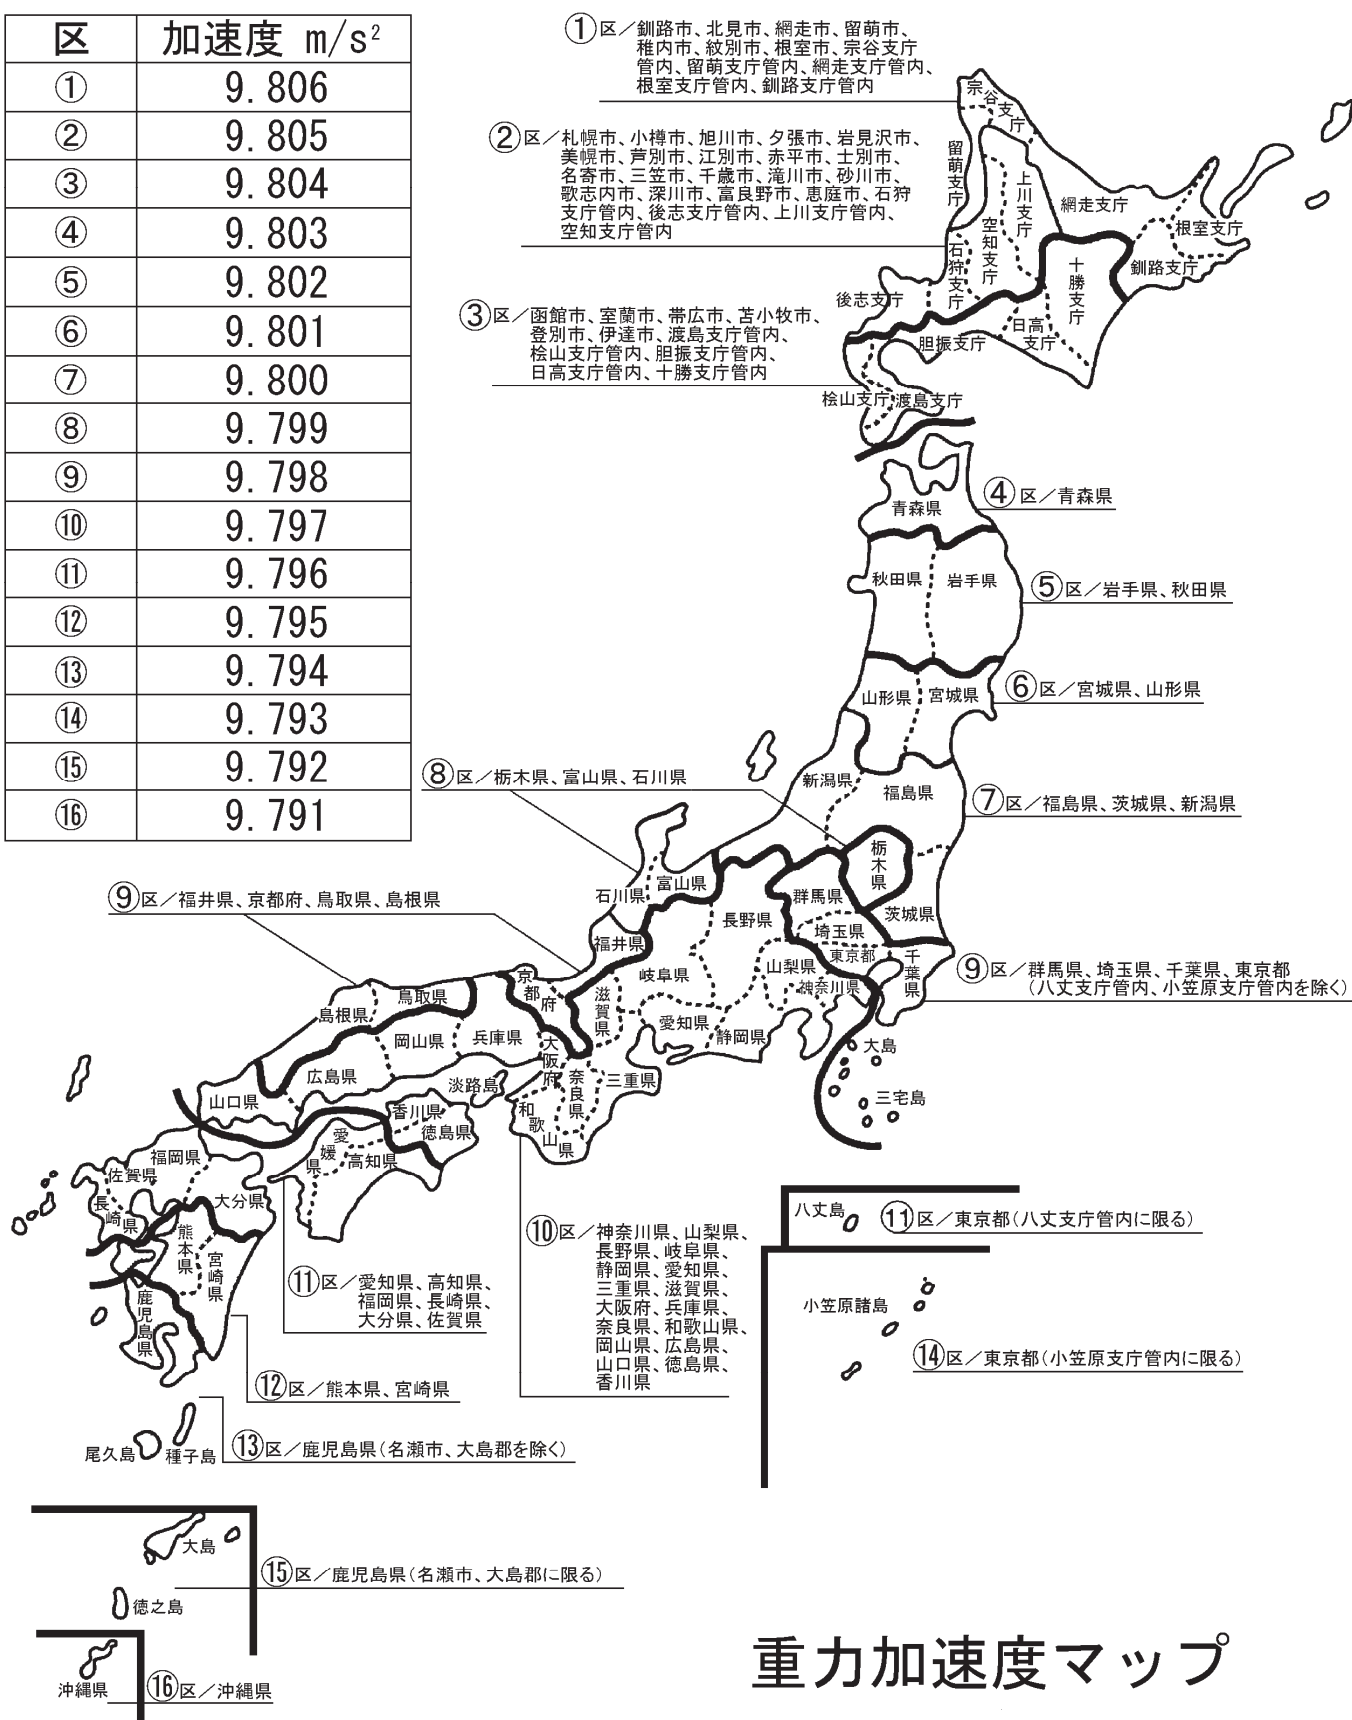 区 加速度 m/s²
① 9.806
② 9.805
③ 9.804
④ 9.803
⑤ 9.802
⑥ 9.801
⑦ 9.800
⑧ 9.799
⑨ 9.798
⑩ 9.797
⑪ 9.796
⑫ 9.795
⑬ 9.794
⑭ 9.793
⑮ 9.792
⑯ 9.791
①区／釧路市、北見市、網走市、留萌市、
稚内市、紋別市、根室市、宗谷支庁
管内、留萌支庁管内、網走支庁管内、
根室支庁管内、釧路支庁管内
②区／札幌市、小樽市、旭川市、夕張市、岩見沢市、
美幌市、芦別市、江別市、赤平市、士別市、
名寄市、三笠市、千歳市、滝川市、砂川市、
歌志内市、深川市、富良野市、恵庭市、石狩
支庁管内、後志支庁管内、上川支庁管内、
空知支庁管内
③区／函館市、室蘭市、帯広市、苫小牧市、
登別市、伊達市、渡島支庁管内、
桧山支庁管内、胆振支庁管内、
日高支庁管内、十勝支庁管内
宗谷支庁
留萌支庁
上川支庁
網走支庁
根室支庁
空知支庁
石狩支庁
十勝支庁
釧路支庁
後志支庁
日高支庁
胆振支庁
桧山支庁
渡島支庁
④区／青森県
青森県
秋田県
岩手県
⑤区／岩手県、秋田県
山形県
宮城県
⑥区／宮城県、山形県
⑧区／栃木県、富山県、石川県
新潟県
福島県
⑦区／福島県、茨城県、新潟県
栃木県
石川県
富山県
群馬県
茨城県
長野県
埼玉県
⑨区／福井県、京都府、鳥取県、島根県
福井県
東京都
千葉県
⑨区／群馬県、埼玉県、千葉県、東京都
（八丈支庁管内、小笠原支庁管内を除く）
岐阜県
山梨県
神奈川県
京都府
滋賀県
鳥取県
島根県
愛知県
静岡県
岡山県
兵庫県
大阪府
大島
広島県
淡路島
奈良県
三重県
三宅島
山口県
香川県
徳島県
和歌山県
愛媛県
高知県
福岡県
佐賀県
大分県
長崎県
熊本県
宮崎県
鹿児島県
八丈島
⑪区／東京都（八丈支庁管内に限る）
⑩区／神奈川県、山梨県、
長野県、岐阜県、
静岡県、愛知県、
三重県、滋賀県、
大阪府、兵庫県、
奈良県、和歌山県、
岡山県、広島県、
山口県、徳島県、
香川県
⑪区／愛知県、高知県、
福岡県、長崎県、
大分県、佐賀県
小笠原諸島
⑭区／東京都（小笠原支庁管内に限る）
⑫区／熊本県、宮崎県
尾久島
種子島
⑬区／鹿児島県（名瀬市、大島郡を除く）
大島
⑮区／鹿児島県（名瀬市、大島郡に限る）
徳之島
沖縄県
⑯区／沖縄県
重力加速度マップ